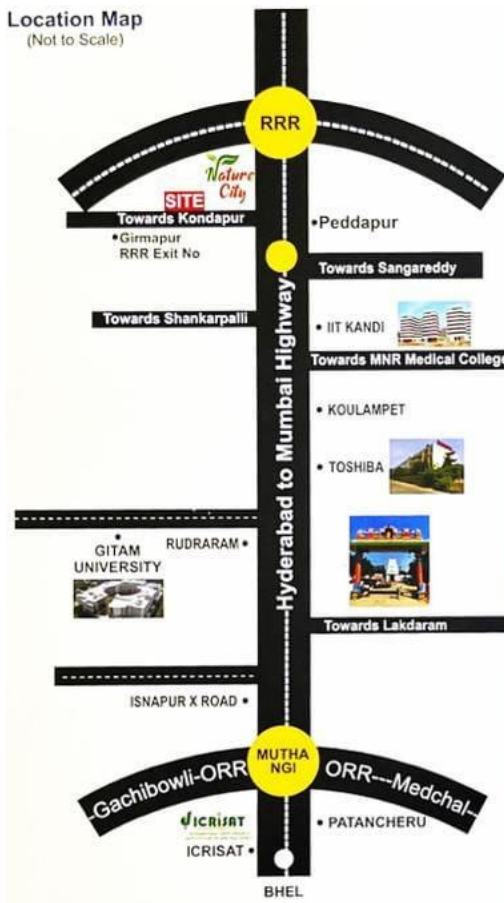 Location Map
(Not to Scale)
RRR
Nature
City
SITE
Towards Kondapur
Peddapur
Girmapur
RRR Exit No
Towards Sangareddy
Towards Shankarpalli
IIT KANDI
Towards MNR Medical College
Hyderabad to Mumbai Highway
KOULAMPET
TOSHIBA
RUDRARAM
GITAM
UNIVERSITY
Towards Lakdaram
ISNAPUR X ROAD
MUTHA
NGI
-Gachibowli-ORR
ORR---Medchal--
ICRISAT
PATANCHERU
ICRISAT
BHEL